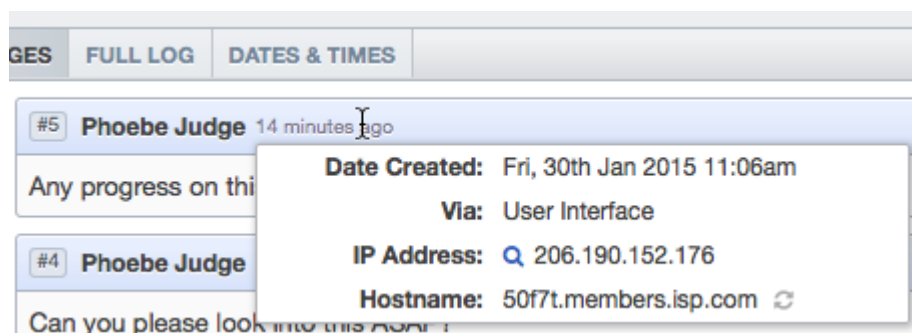 GES FULL LOG DATES & TIMES
#5 Phoebe Judge 14 minutes ago
Date Created: Fri, 30th Jan 2015 11:06am
Any progress on thi
Via: User Interface
#4 Phoebe Judge
IP Address: 206.190.152.176
Hostname: 50f7t.members.isp.com
Can you please look into this ASAP?